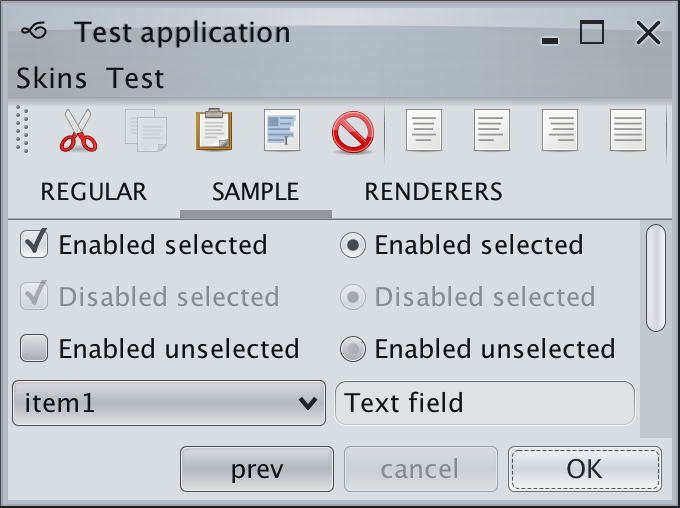 Test application
Skins Test
REGULAR SAMPLE RENDERERS
Enabled selected Enabled selected
Disabled selected Disabled selected
Enabled unselected Enabled unselected
item1 Text field
prev cancel OK